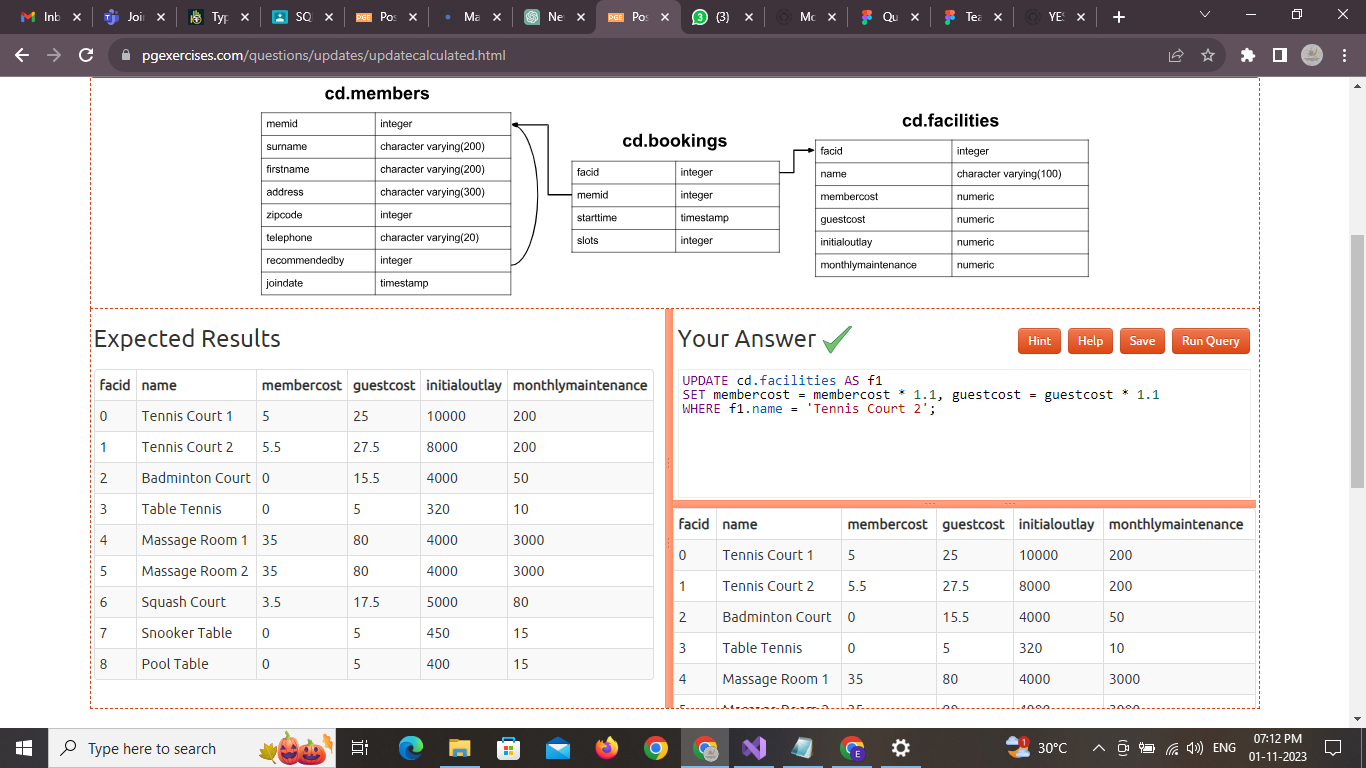 Inb
Joi
Typ
SQ
Pos
Ma
Ne
Pos
(3)
Mc
Qu
Tea
YE
pgexercises.com/questions/updates/updatecalculated.html
cd.members
memid integer
surname character varying(200)
firstname character varying(200)
address character varying(300)
zipcode integer
telephone character varying(20)
recommendedby integer
joindate timestamp
cd.bookings
facid integer
memid integer
starttime timestamp
slots integer
cd.facilities
facid integer
name character varying(100)
membercost numeric
guestcost numeric
initialoutlay numeric
monthlymaintenance numeric
Expected Results
facid name membercost guestcost initialoutlay monthlymaintenance
0 Tennis Court 1 5 25 10000 200
1 Tennis Court 2 5.5 27.5 8000 200
2 Badminton Court 0 15.5 4000 50
3 Table Tennis 0 5 320 10
4 Massage Room 1 35 80 4000 3000
5 Massage Room 2 35 80 4000 3000
6 Squash Court 3.5 17.5 5000 80
7 Snooker Table 0 5 450 15
8 Pool Table 0 5 400 15
Your Answer
Hint Help Save Run Query
UPDATE cd.facilities AS f1
SET membercost = membercost * 1.1, guestcost = guestcost * 1.1
WHERE f1.name = 'Tennis Court 2';
facid name membercost guestcost initialoutlay monthlymaintenance
0 Tennis Court 1 5 25 10000 200
1 Tennis Court 2 5.5 27.5 8000 200
2 Badminton Court 0 15.5 4000 50
3 Table Tennis 0 5 320 10
4 Massage Room 1 35 80 4000 3000
Type here to search
30°C
ENG
07:12 PM
01-11-2023